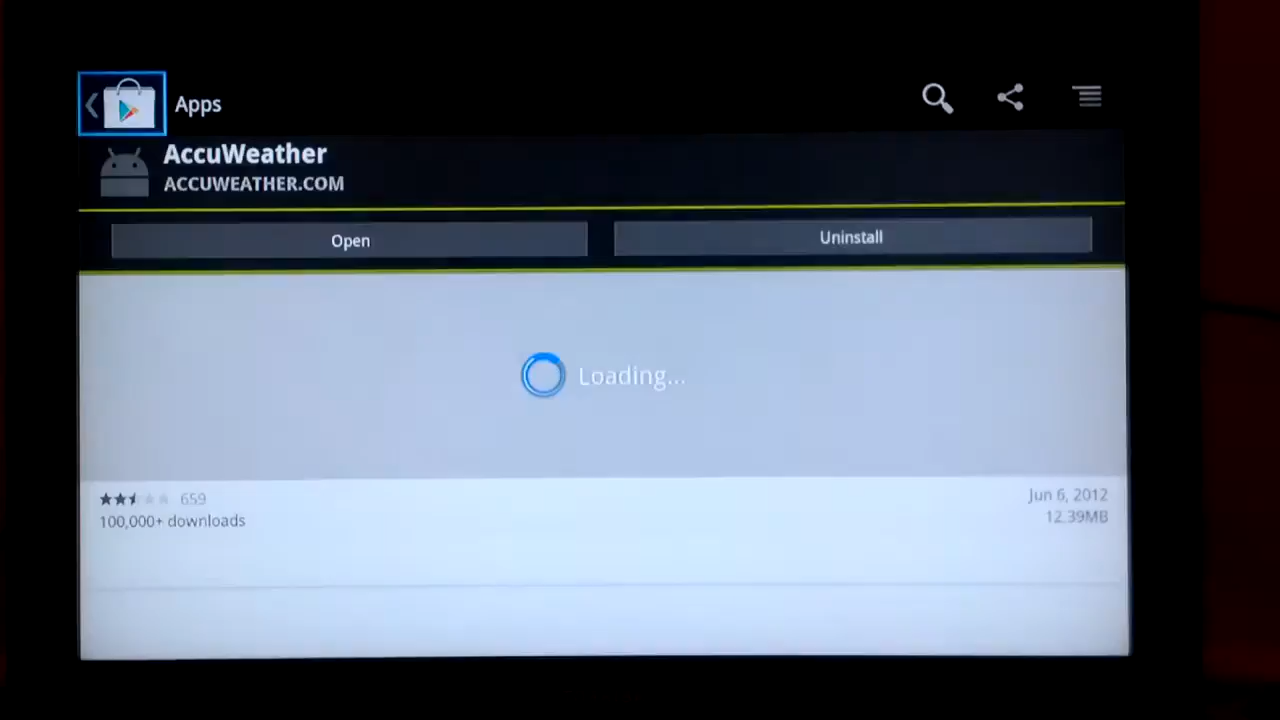 Apps
AccuWeather
ACCUWEATHER.COM
Open
Uninstall
Loading...
659
Jun 6, 2012
100,000+ downloads
12.39MB